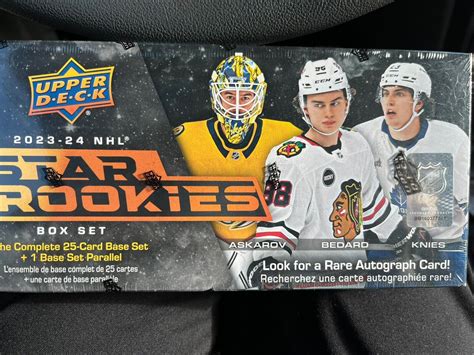 UPPER
D·E·C·K
2023-24 NHL®
STAR
ROOKIES
BOX SET
he Complete 25-Card Base Set
+ 1 Base Set Parallel
L'ensemble de base complet de 25 cartes
+ une carte de base parallèle
98
ASKAROV
BEDARD
KNIES
Look for a Rare Autograph Card!
Recherchez une carte autographiée rare!